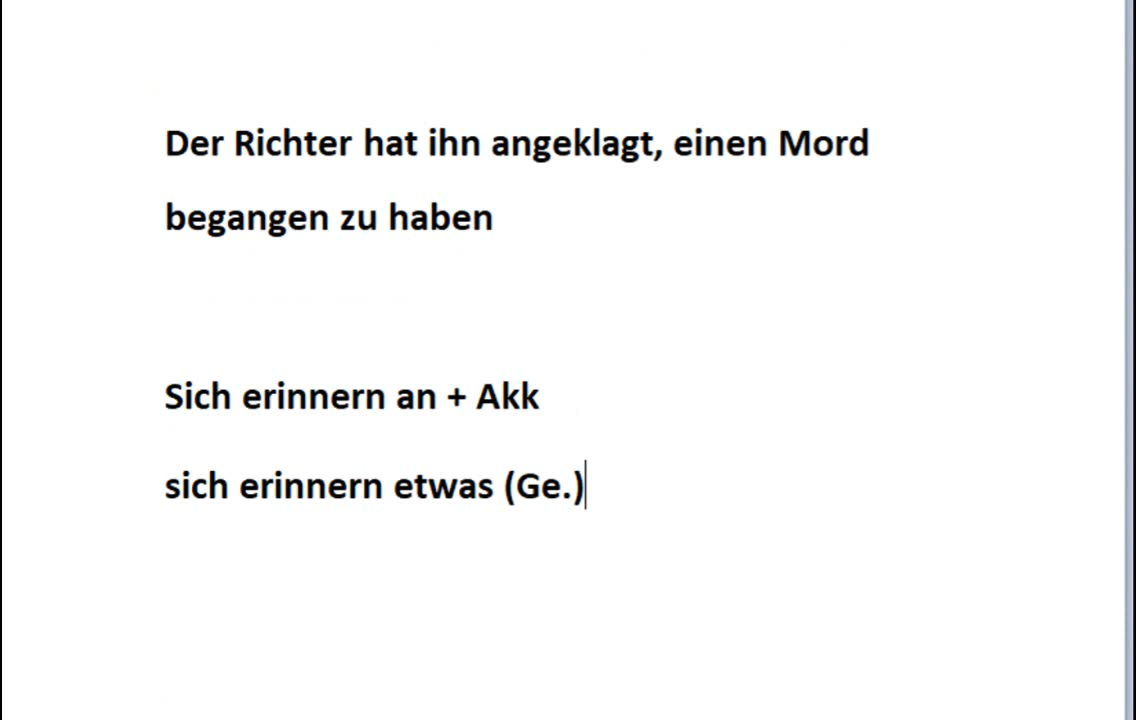 Der Richter hat ihn angeklagt, einen Mord
begangen zu haben
Sich erinnern an + Akk
sich erinnern etwas (Ge.)